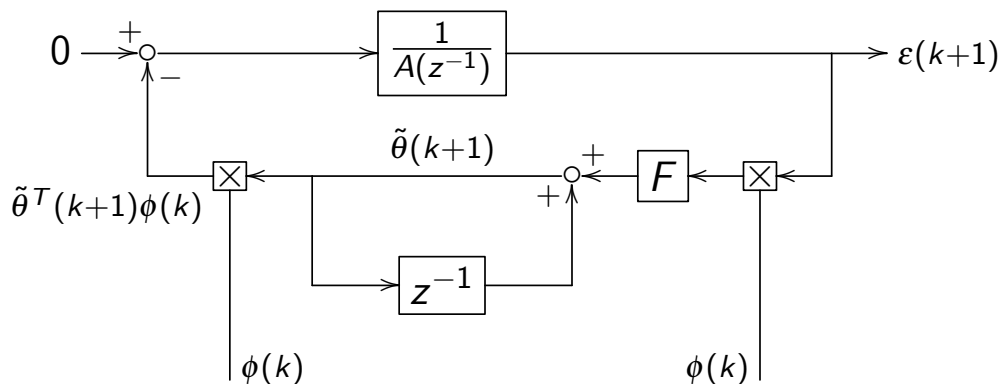 0
+
−
1
A(z⁻¹)
ε(k+1)
θ̃(k+1)
+
+
F
×
×
θ̃ᵀ(k+1)ϕ(k)
z⁻¹
ϕ(k)
ϕ(k)